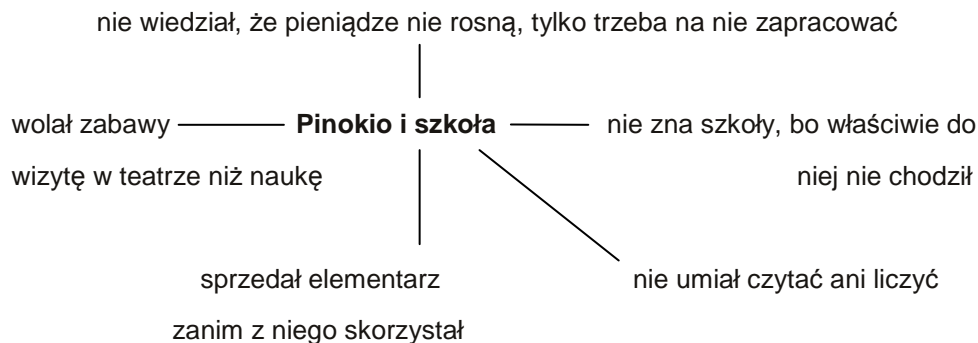 nie wiedział, że pieniądze nie rosną, tylko trzeba na nie zapracować
wolał zabawy
wizytę w teatrze niż naukę
Pinokio i szkoła
nie zna szkoły, bo właściwie do
niej nie chodził
sprzedał elementarz
zanim z niego skorzystał
nie umiał czytać ani liczyć